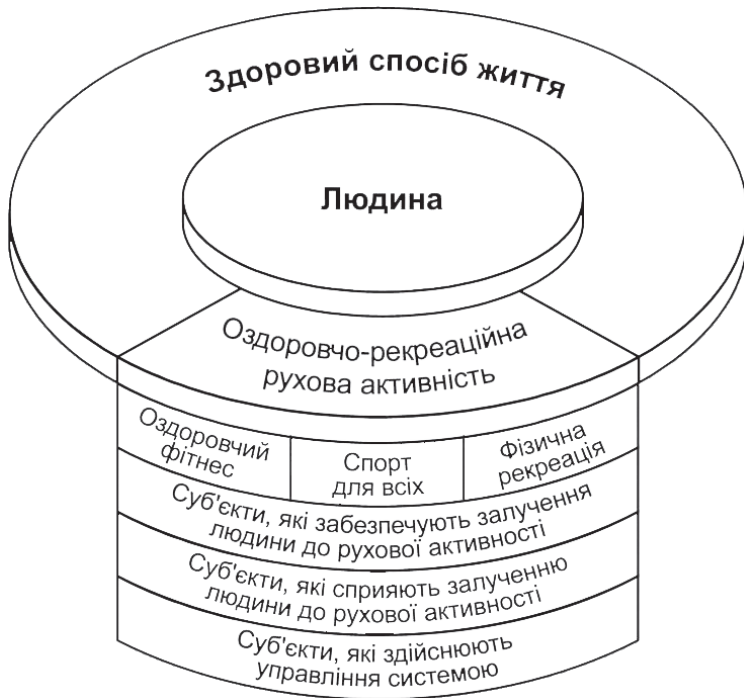 Здоровий спосіб життя
Людина
Оздоровчо-рекреаційна
рухова активність
Оздоровчий
фітнес
Спорт
для всіх
Фізична
рекреація
Суб'єкти, які забезпечують залучення
людини до рухової активності
Суб'єкти, які сприяють залученню
людини до рухової активності
Суб'єкти, які здійснюють
управління системою